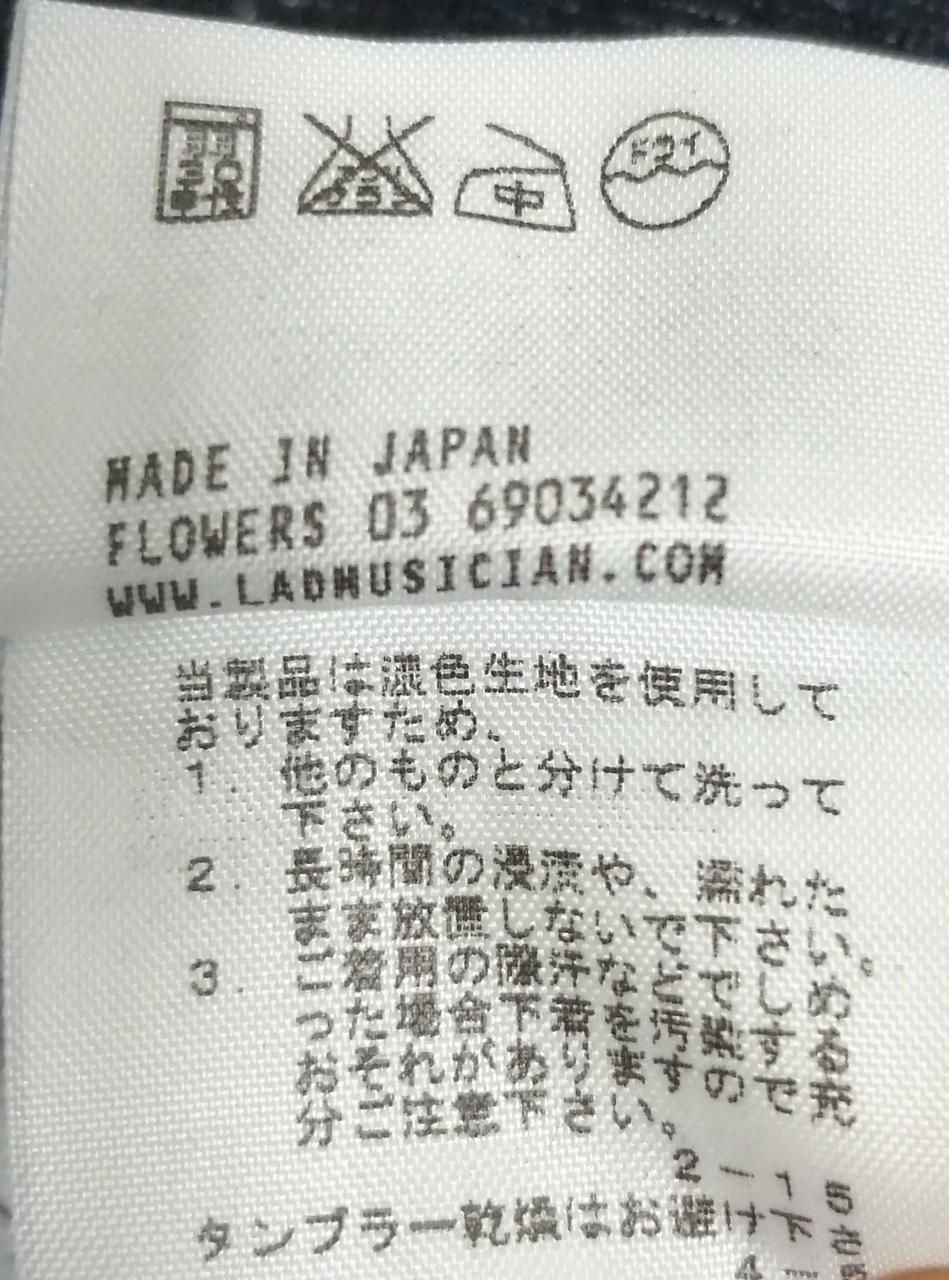 中
ドライ
MADE IN JAPAN
FLOWERS 03 69034212
WWW.LADMUSICIAN.COM
当製品は濃色生地を使用して
おりますため、
1. 他のものと分けて洗って
下さい。
2. 長時間の浸漬や、濡れた
まま放置しないで下さい。
3. ご着用の際汗などでしめ
った場合下着を汚染する
おそれがありますので充
分ご注意下さい。
2-15
タンブラー乾燥はお避け下さ